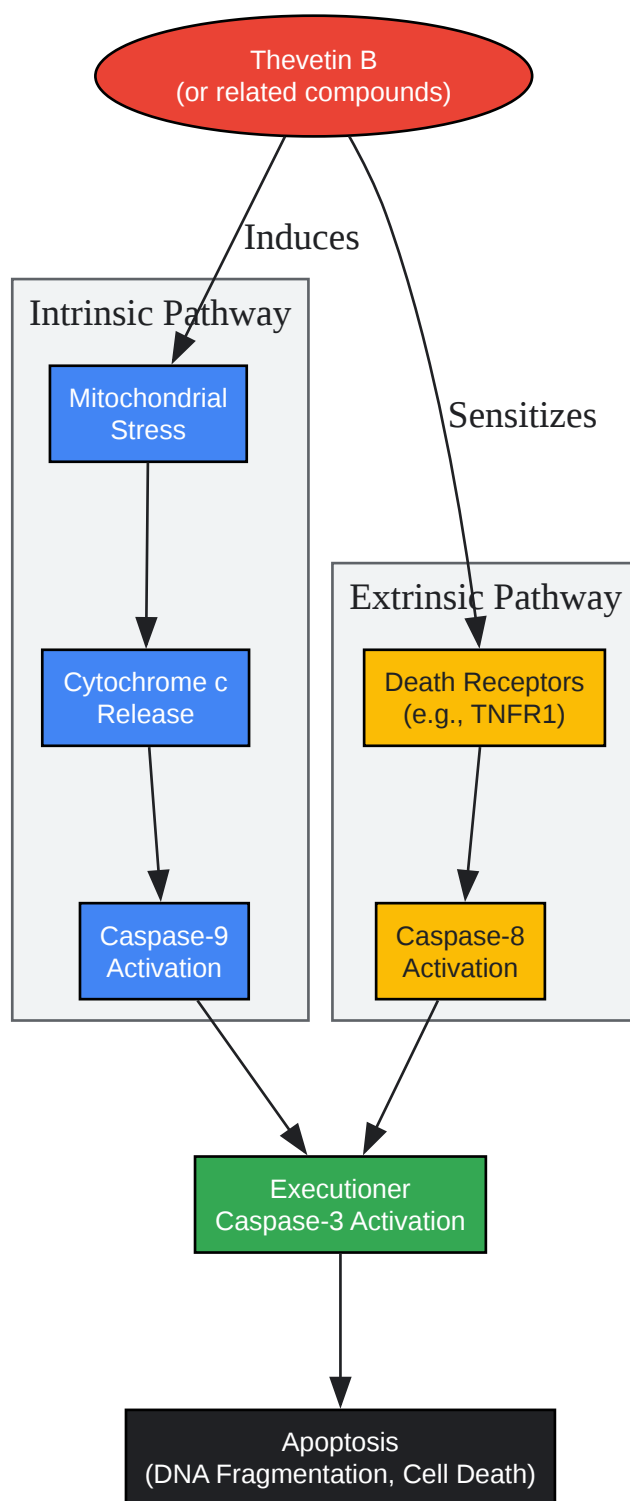 Thevetin B
(or related compounds)
Induces
Intrinsic Pathway
Mitochondrial
Stress
Sensitizes
Extrinsic Pathway
Cytochrome c
Release
Death Receptors
(e.g., TNFR1)
Caspase-9
Activation
Caspase-8
Activation
Executioner
Caspase-3 Activation
Apoptosis
(DNA Fragmentation, Cell Death)